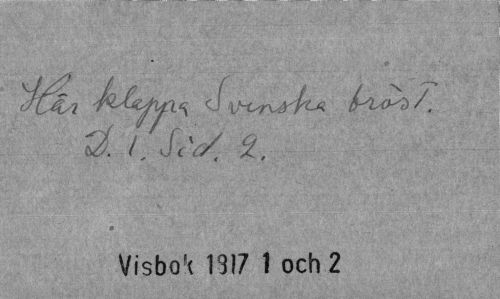 Här klappa Svenska bröst.
D. 1. Sid. 2.
Visbok 1817 1 och 2